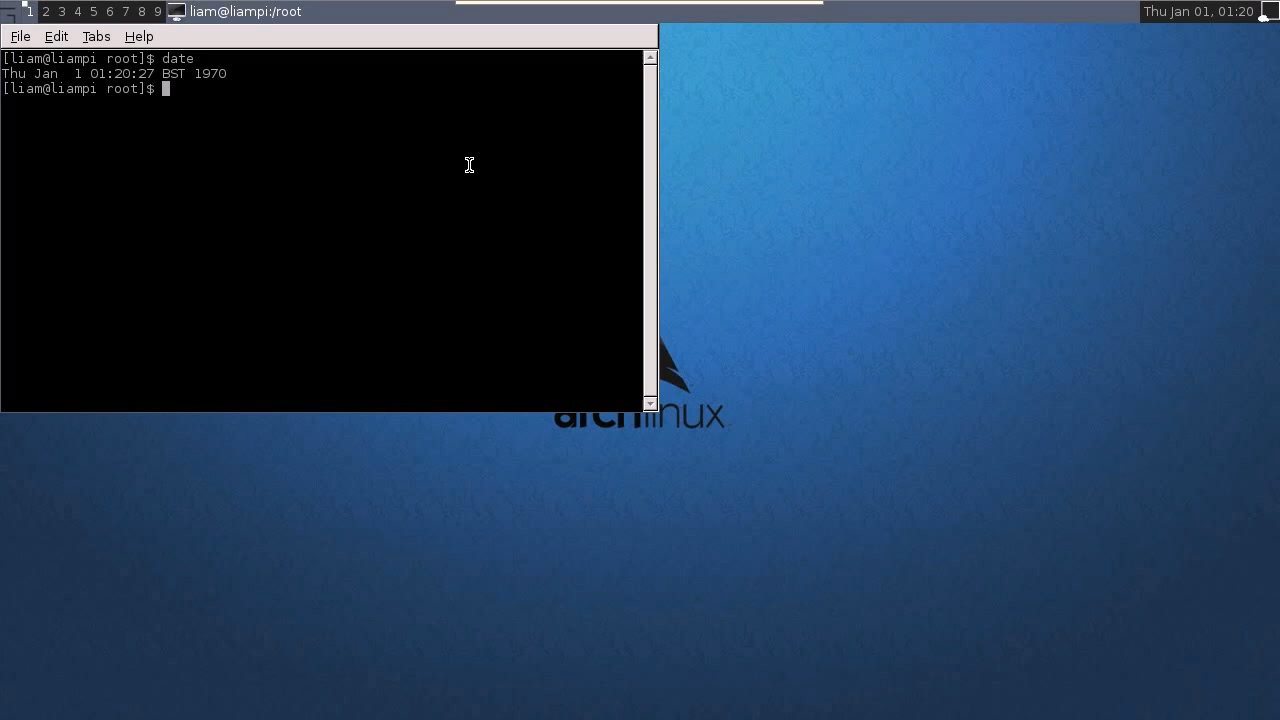 1 2 3 4 5 6 7 8 9 liam@liampi:/root Thu Jan 01, 01:20
File Edit Tabs Help
[liam@liampi root]$ date
Thu Jan  1 01:20:27 BST 1970
[liam@liampi root]$
archlinux